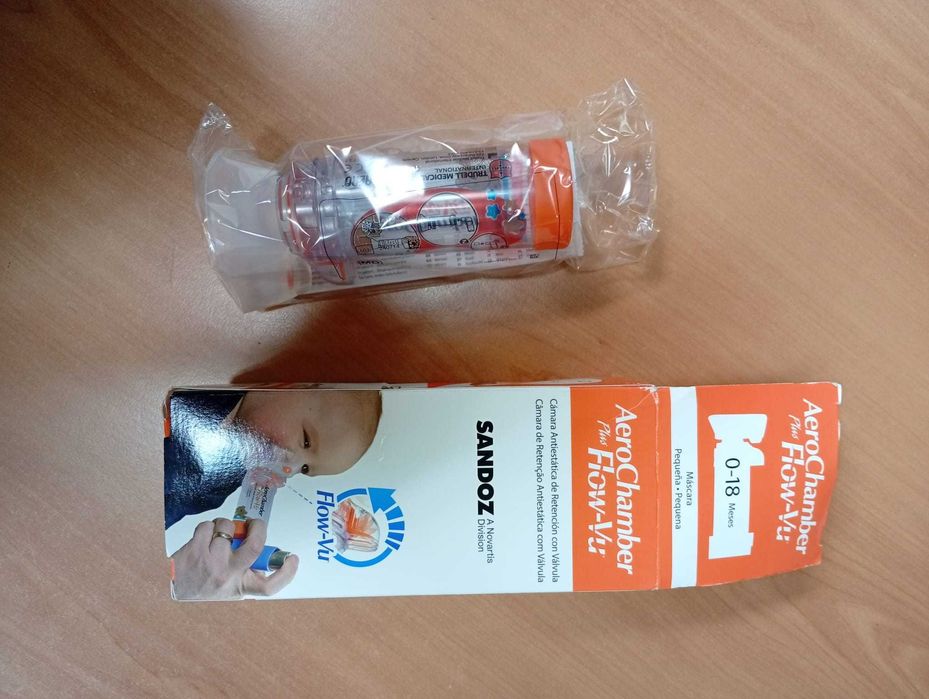 AeroChamber
Plus Flow-Vu
0-18 Meses
Máscara
Pequeña • Pequena
AeroChamber
Plus Flow-Vu
Cámara Antiestática de Retención con Válvula
Câmara de Retenção Antiestática com Válvula
SANDOZ A Novartis
Division
Flow-Vu
TRUDELL MEDICAL
INTERNATIONAL